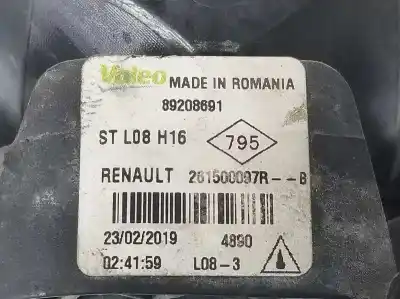 Valeo MADE IN ROMANIA
89208691
ST L08 H16 795
RENAULT 261500097R--B
23/02/2019 4890
02:41:59 L08-3